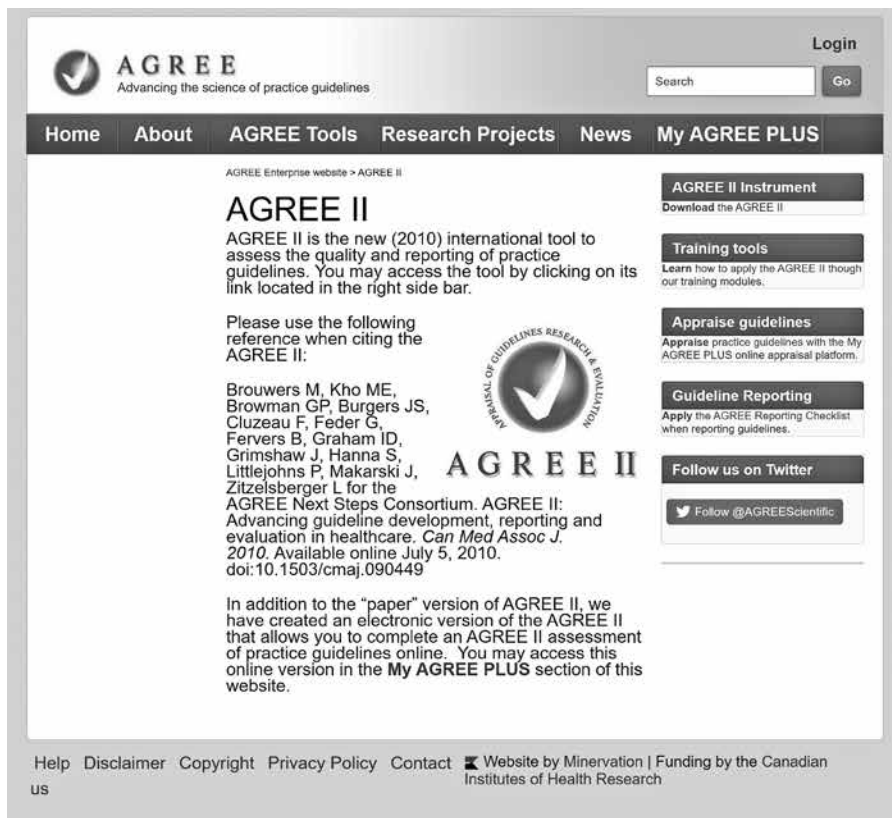 Login
AGREE
Advancing the science of practice guidelines
Search
Go
Home About AGREE Tools Research Projects News My AGREE PLUS
AGREE Enterprise website > AGREE II
AGREE II
AGREE II is the new (2010) international tool to
assess the quality and reporting of practice
guidelines. You may access the tool by clicking on its
link located in the right side bar.
Please use the following
reference when citing the
AGREE II:
Brouwers M, Kho ME,
Browman GP, Burgers JS,
Cluzeau F, Feder G,
Fervers B, Graham ID,
Grimshaw J, Hanna S,
Littlejohns P, Makarski J,
Zitzelsberger L for the
AGREE Next Steps Consortium. AGREE II:
Advancing guideline development, reporting and
evaluation in healthcare. Can Med Assoc J.
2010. Available online July 5, 2010.
doi:10.1503/cmaj.090449
APPRAISAL OF GUIDELINES RESEARCH & EVALUATION
AGREE II
In addition to the “paper” version of AGREE II, we
have created an electronic version of the AGREE II
that allows you to complete an AGREE II assessment
of practice guidelines online. You may access this
online version in the My AGREE PLUS section of this
website.
AGREE II Instrument
Download the AGREE II
Training tools
Learn how to apply the AGREE II though
our training modules.
Appraise guidelines
Appraise practice guidelines with the My
AGREE PLUS online appraisal platform.
Guideline Reporting
Apply the AGREE Reporting Checklist
when reporting guidelines.
Follow us on Twitter
Follow @AGREEScientific
Help Disclaimer Copyright Privacy Policy Contact
us
Website by Minervation | Funding by the Canadian
Institutes of Health Research